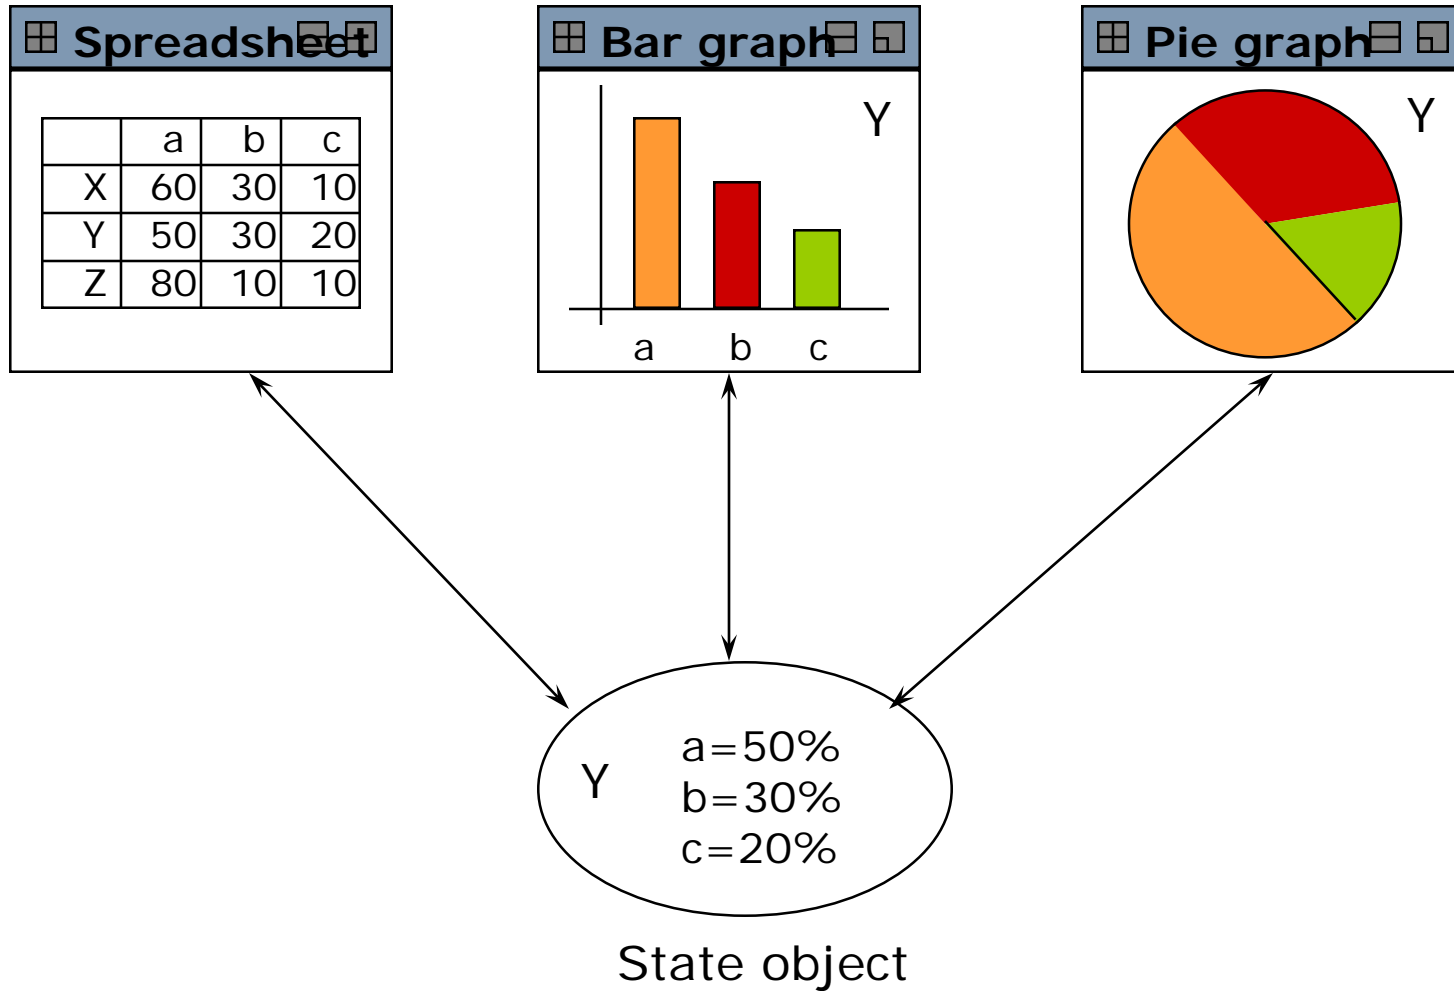 Spreadsheet
a b c
X 60 30 10
Y 50 30 20
Z 80 10 10
Bar graph
Y
a b c
Pie graph
Y
Y
a=50%
b=30%
c=20%
State object